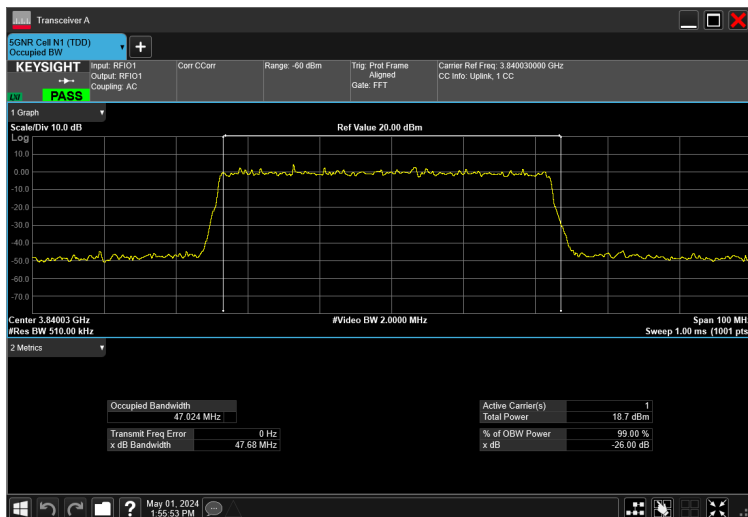 Transceiver A
5GNR Cell N1 (TDD)
Occupied BW
KEYSIGHT
LXI
PASS
Input: RFIO1
Output: RFIO1
Coupling: AC
Corr CCorr
Range: -60 dBm
Trig: Prot Frame
Aligned
Gate: FFT
Carrier Ref Freq: 3.840030000 GHz
CC Info: Uplink, 1 CC
1 Graph
Scale/Div 10.0 dB
Ref Value 20.00 dBm
Log
10.0
0.00
-10.0
-20.0
-30.0
-40.0
-50.0
-60.0
-70.0
Center 3.84003 GHz
#Video BW 2.0000 MHz
Span 100 MH
#Res BW 510.00 kHz
Sweep 1.00 ms (1001 pts
2 Metrics
Occupied Bandwidth
47.024 MHz
Transmit Freq Error 0 Hz
x dB Bandwidth 47.68 MHz
Active Carrier(s) 1
Total Power 18.7 dBm
% of OBW Power 99.00 %
x dB -26.00 dB
?
May 01, 2024
1:55:53 PM